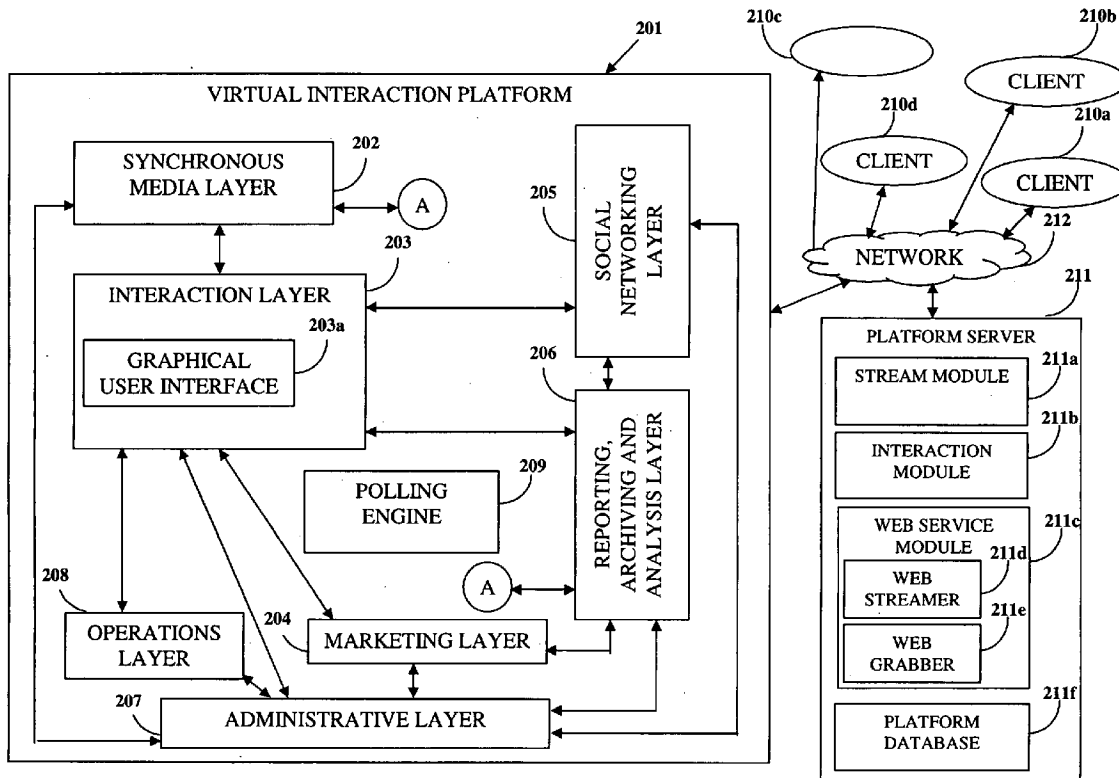 201
VIRTUAL INTERACTION PLATFORM
SYNCHRONOUS
MEDIA LAYER
202
A
203
INTERACTION LAYER
203a
GRAPHICAL
USER INTERFACE
205
SOCIAL
NETWORKING
LAYER
206
REPORTING,
ARCHIVING AND
ANALYSIS LAYER
209
POLLING
ENGINE
A
208
OPERATIONS
LAYER
204
MARKETING LAYER
207
ADMINISTRATIVE LAYER
210c
210b
CLIENT
210d
CLIENT
210a
CLIENT
212
NETWORK
211
PLATFORM SERVER
211a
STREAM MODULE
211b
INTERACTION
MODULE
211c
WEB SERVICE
MODULE
211d
WEB
STREAMER
211e
WEB
GRABBER
211f
PLATFORM
DATABASE